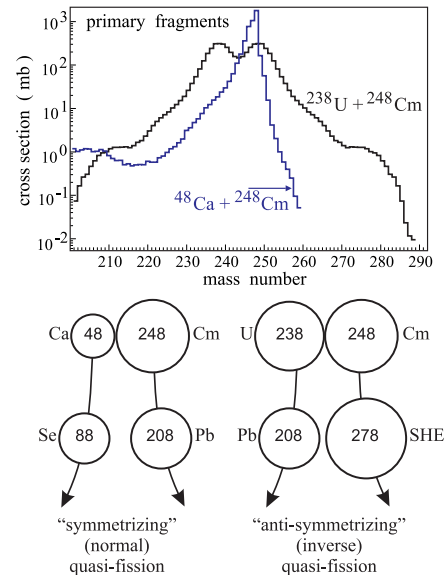 primary fragments
cross section ( mb)
10³
10²
10¹
10⁰
10⁻¹
10⁻²
²³⁸U + ²⁴⁸Cm
⁴⁸Ca + ²⁴⁸Cm
210 220 230 240 250 260 270 280 290
mass number
Ca 48 248 Cm
U 238 248 Cm
Se 88 208 Pb
Pb 208 278 SHE
“symmetrizing”
(normal)
quasi-fission
“anti-symmetrizing”
(inverse)
quasi-fission